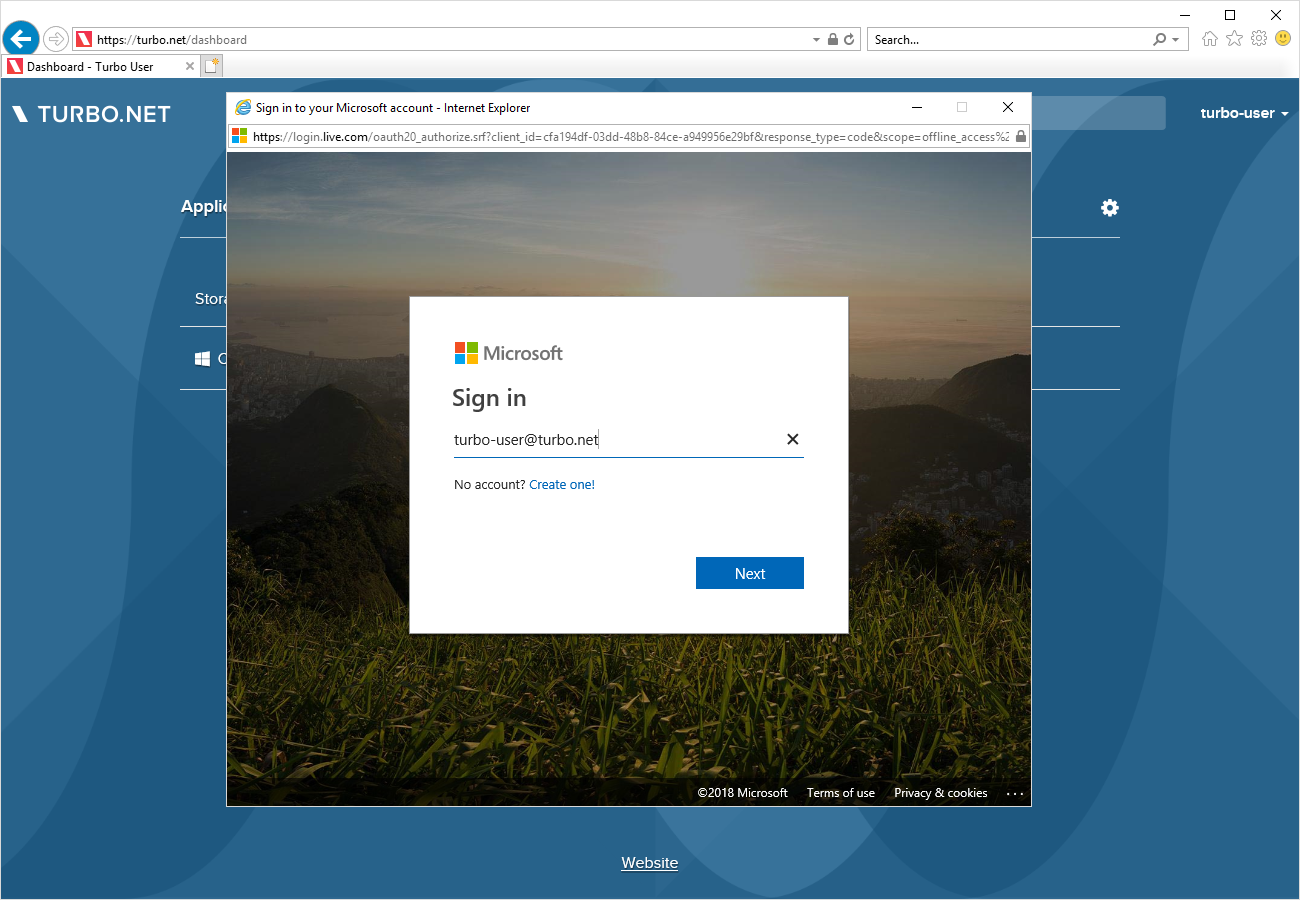 https://turbo.net/dashboard
Search...
Dashboard - Turbo User
TURBO.NET
turbo-user
Sign in to your Microsoft account - Internet Explorer
https://login.live.com/oauth20_authorize.srf?client_id=cfa194df-03dd-48b8-84ce-a949956e29bf&response_type=code&scope=offline_access%2
Applic
Stora
Microsoft
Sign in
turbo-user@turbo.net
No account? Create one!
Next
©2018 Microsoft Terms of use Privacy & cookies ...
Website